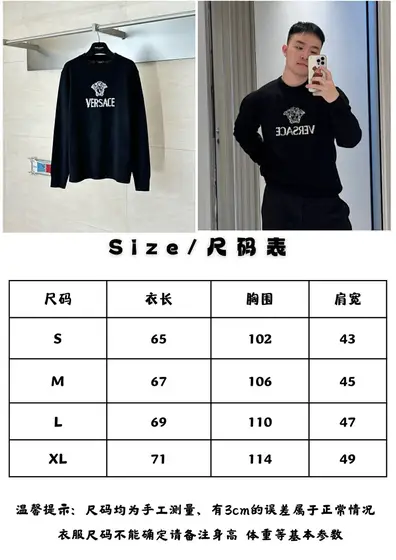 VERSACE
VERSACE
Size/尺码表
尺码 衣长 胸围 肩宽
S 65 102 43
M 67 106 45
L 69 110 47
XL 71 114 49
温馨提示：尺码均为手工测量、有3cm的误差属于正常情况
衣服尺码不能确定请备注身高 体重等基本参数